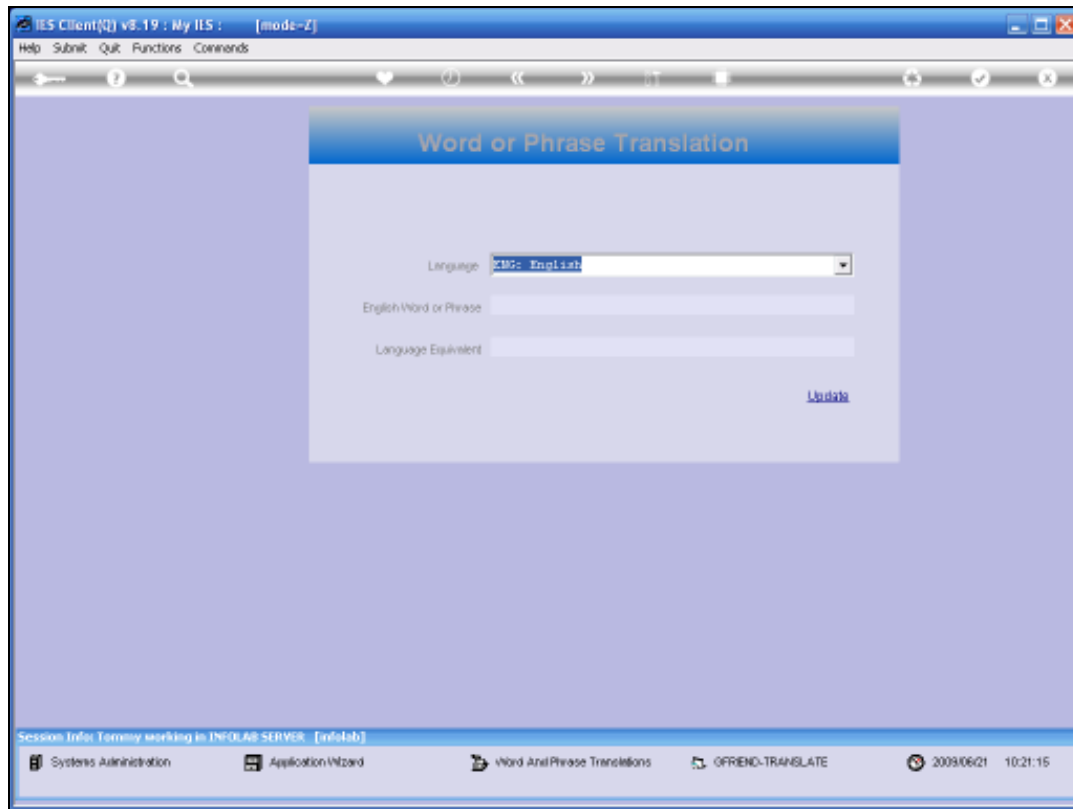 IES Client(Q) v8.19 : My IES : [mode=Z]
Help Submit Quit Functions Commands
Word or Phrase Translation
Language ENG: English
English Word or Phrase
Language Equivalent
Update
Session Info: Tommy working in INFOLAB SERVER [infolab]
Systems Administration Application Wizard Word And Phrase Translations GFRIEND-TRANSLATE 2009/06/21 10:21:15